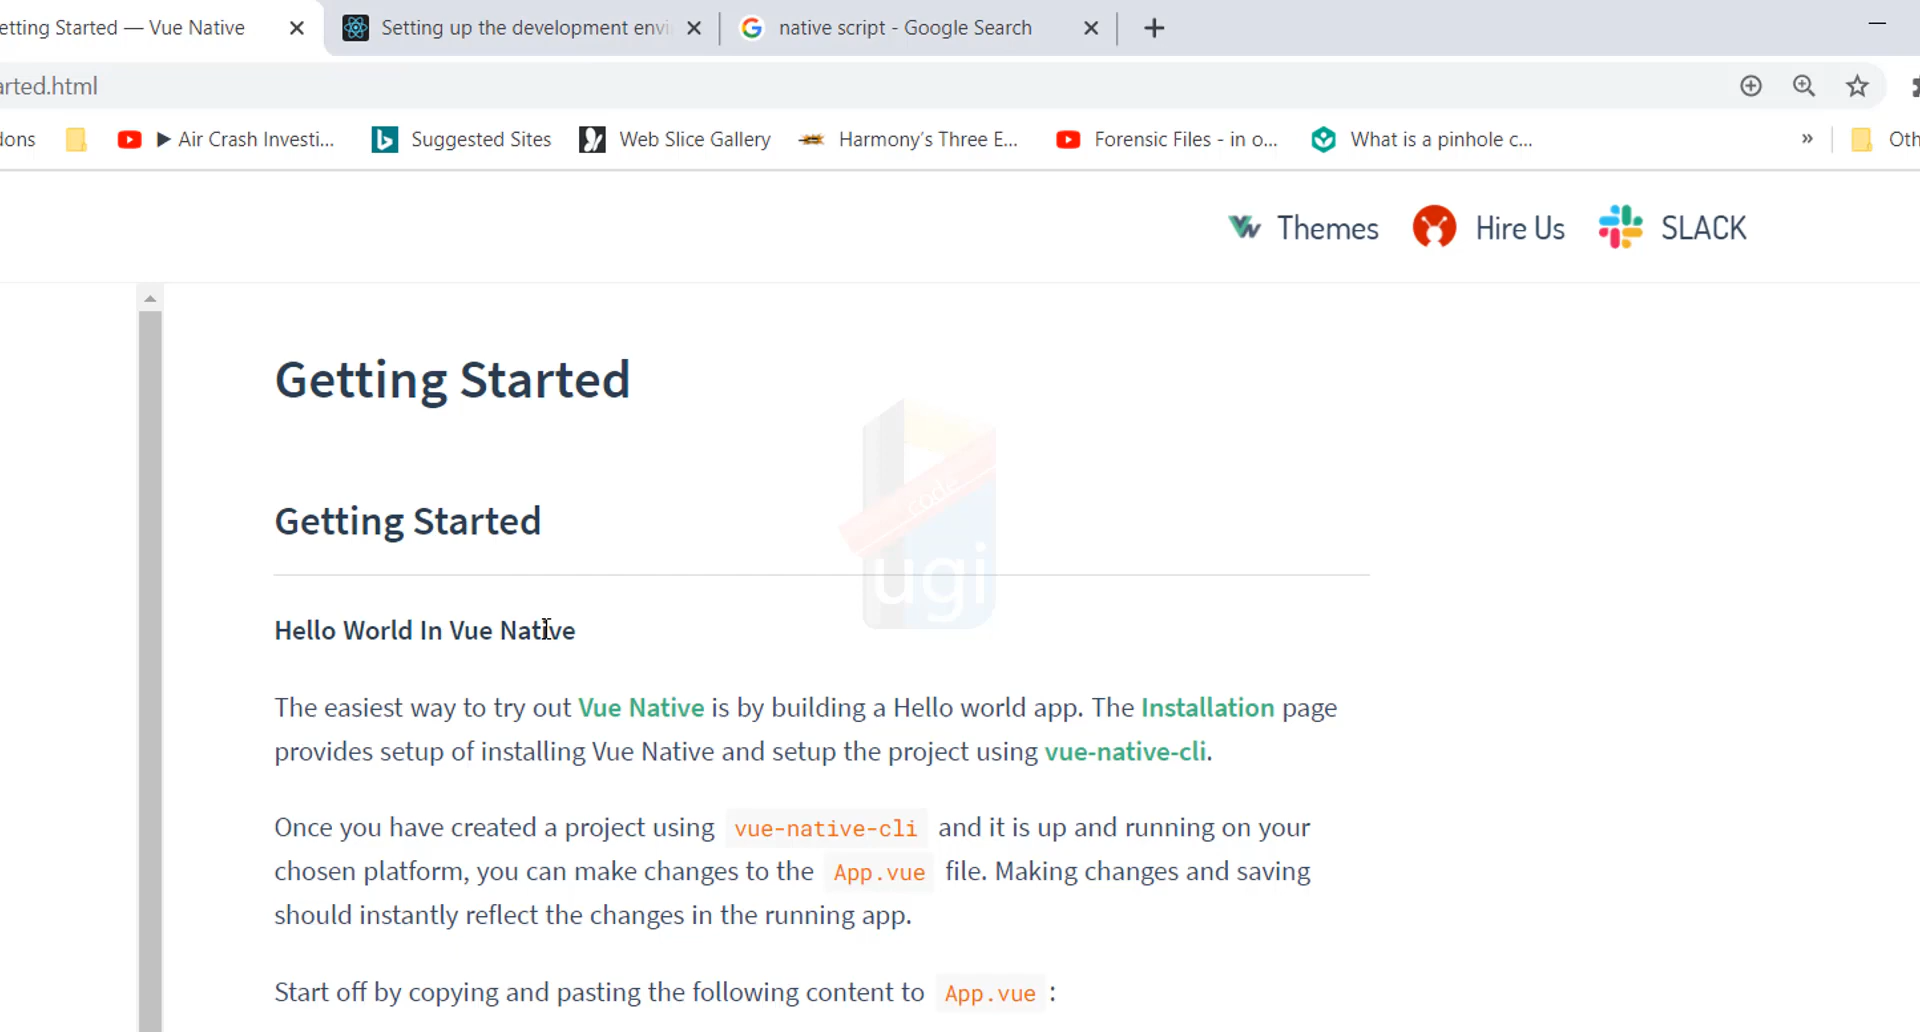 etting Started — Vue Native
Setting up the development envi
native script - Google Search
arted.html
dons
▶ Air Crash Investi...
Suggested Sites
Web Slice Gallery
Harmony's Three E...
Forensic Files - in o...
What is a pinhole c...
»
Oth
Themes
Hire Us
SLACK
Getting Started
code
ugi
Getting Started
Hello World In Vue Native
The easiest way to try out Vue Native is by building a Hello world app. The Installation page
provides setup of installing Vue Native and setup the project using vue-native-cli.
Once you have created a project using vue-native-cli and it is up and running on your
chosen platform, you can make changes to the App.vue file. Making changes and saving
should instantly reflect the changes in the running app.
Start off by copying and pasting the following content to App.vue :